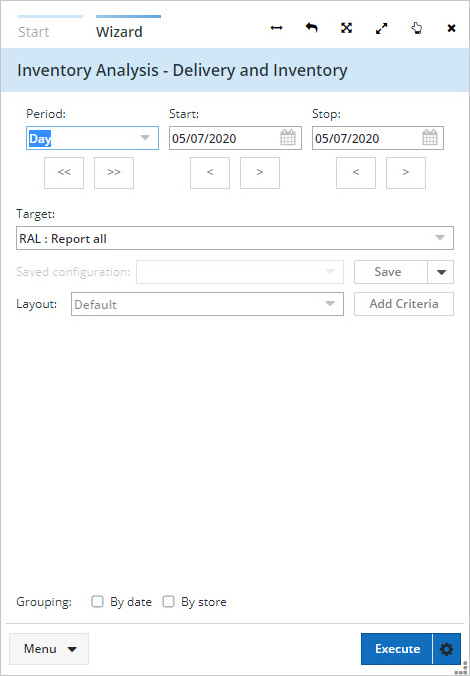 Start Wizard
Inventory Analysis - Delivery and Inventory
Period: Start: Stop:
Day 05/07/2020 05/07/2020
<< >> < > < >
Target:
RAL : Report all
Saved configuration: Save
Layout: Default Add Criteria
Grouping: By date By store
Menu Execute